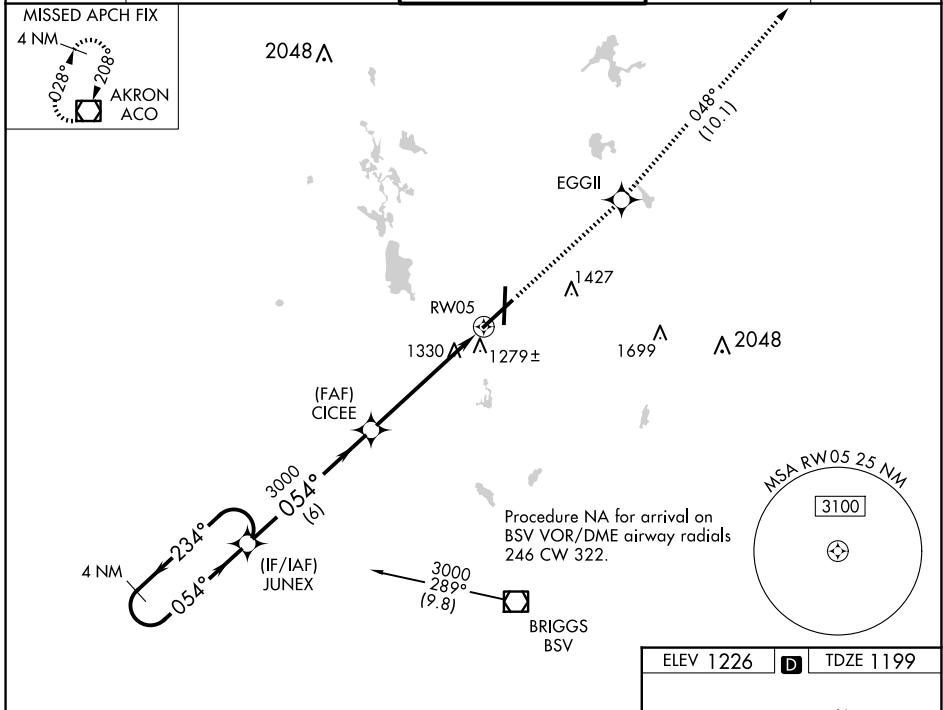 MISSED APCH FIX
4 NM
028°
208°
AKRON
ACO
2048
048°
(10.1)
EGGII
1427
RW05
1330
1279±
1699
2048
(FAF)
CICEE
3000
054°
(6)
MSA RW05 25 NM
3100
Procedure NA for arrival on
BSV VOR/DME airway radials
246 CW 322.
234°
4 NM
054°
(IF/IAF)
JUNEX
3000
289°
(9.8)
BRIGGS
BSV
ELEV 1226 D TDZE 1199